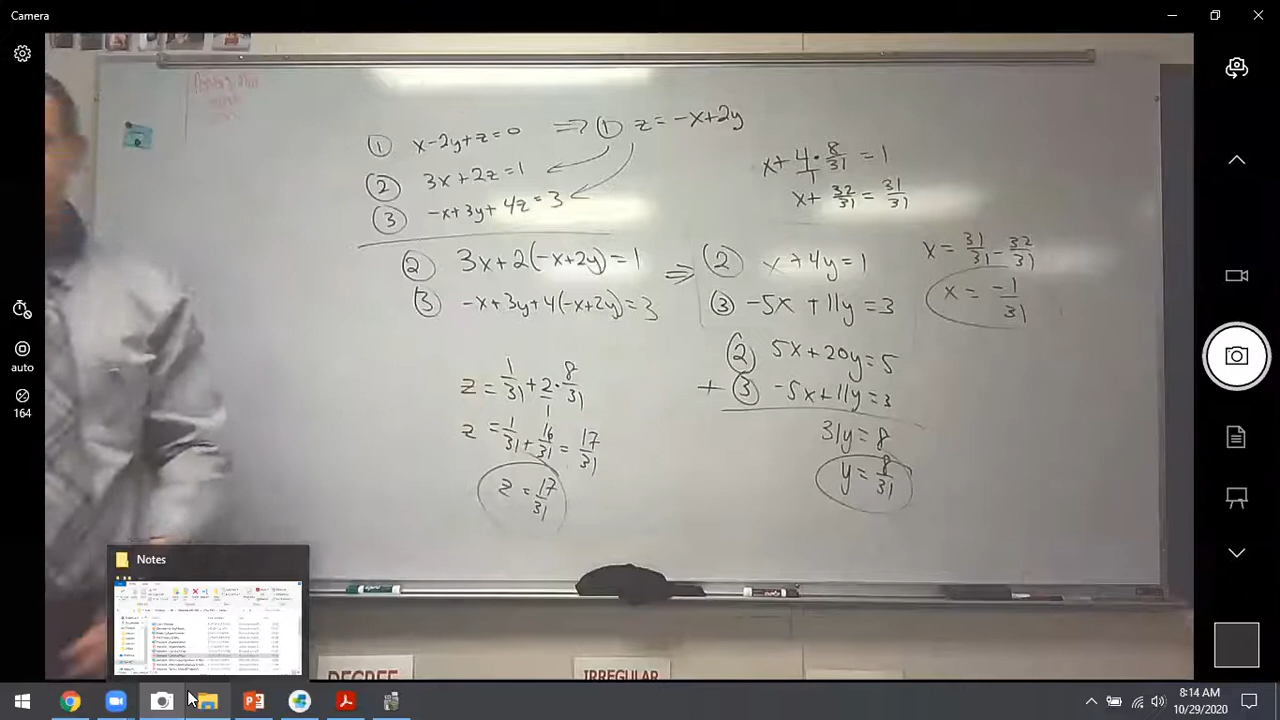 Camera
① x-2y+z=0 ⇒ ① z = -x+2y
② 3x+2z=1
③ -x+3y+4z=3
② 3x+2(-x+2y)=1
③ -x+3y+4(-x+2y)=3
⇒ ② x+4y=1
③ -5x+11y=3
② 5x+20y=5
+ ③ -5x+11y=3
31y=8
y=8/31
x+4/1•8/31=1
x+32/31=31/31
x=31/31-32/31
x=-1/31
z=1/31+2/1•8/31
z=1/31+16/31=17/31
z=17/31
auto
164
Notes
DEGREE
IRREGULAR
8:14 AM
10/29/2020